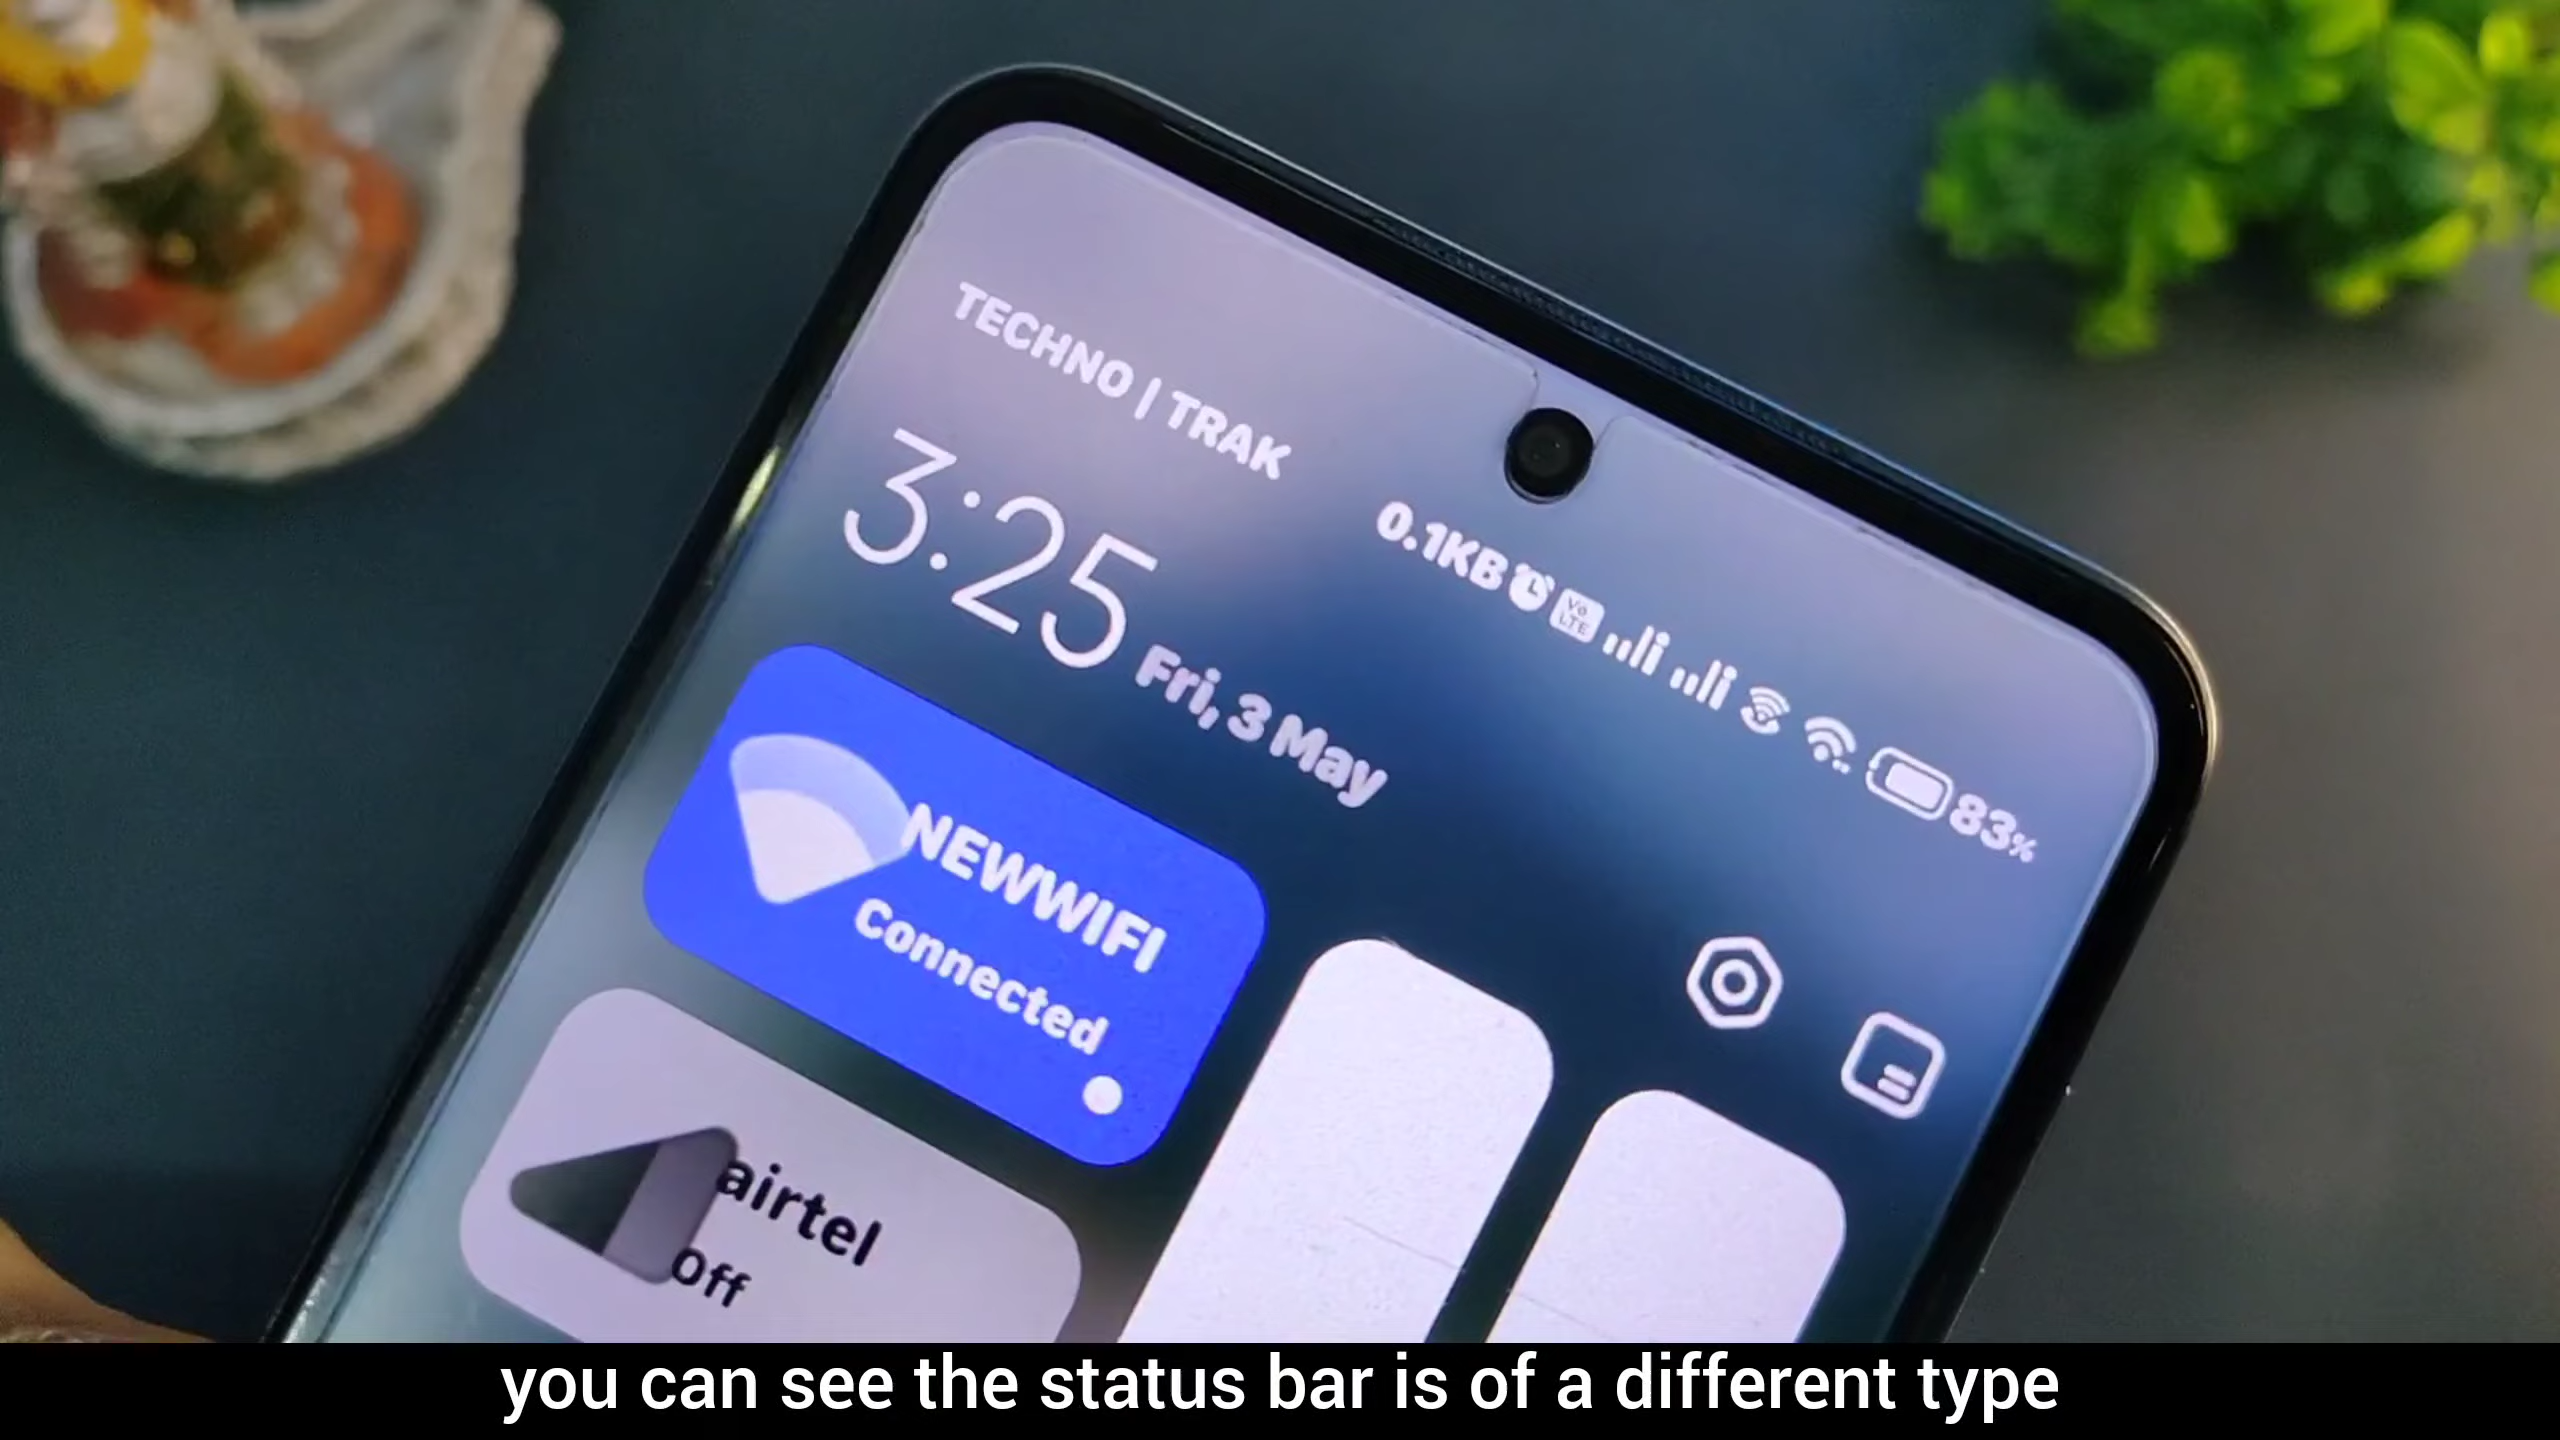 TECHNO | TRAK
0.1KB Vo LTE 83%
3:25 Fri, 3 May
NEWWIFI
Connected
airtel
Off
you can see the status bar is of a different type